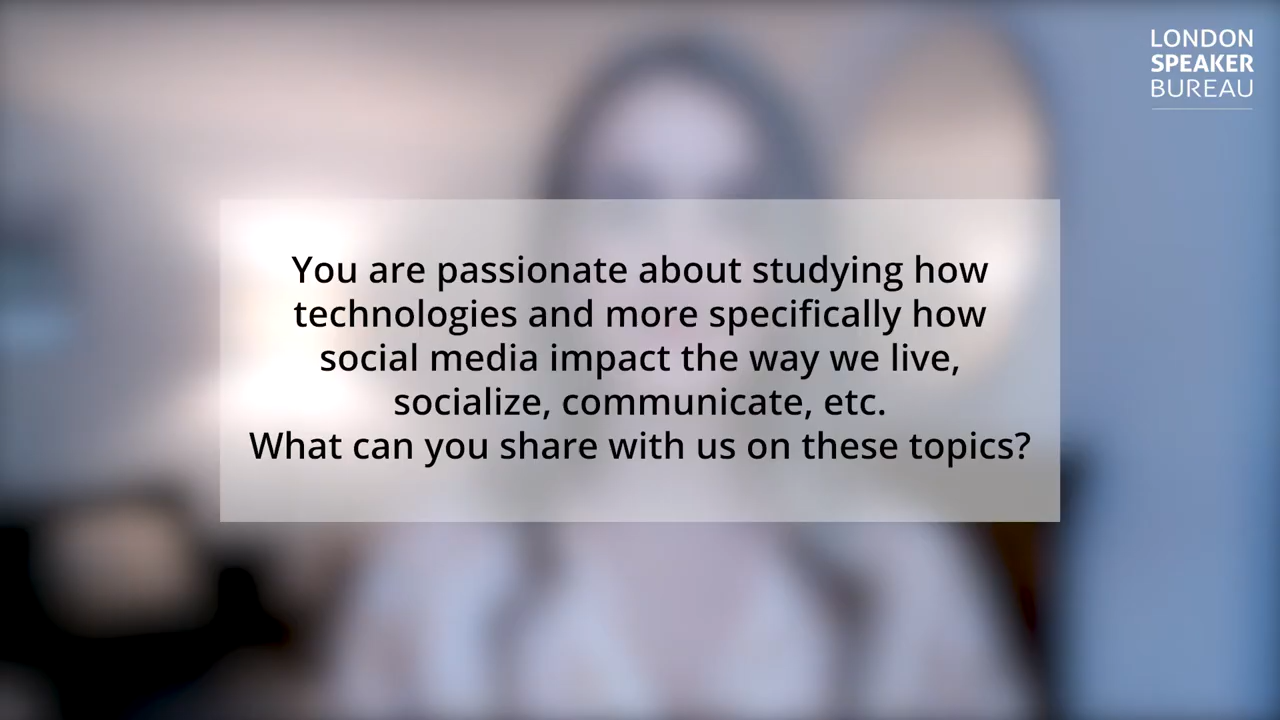 LONDON
SPEAKER
BUREAU
You are passionate about studying how
technologies and more specifically how
social media impact the way we live,
socialize, communicate, etc.
What can you share with us on these topics?